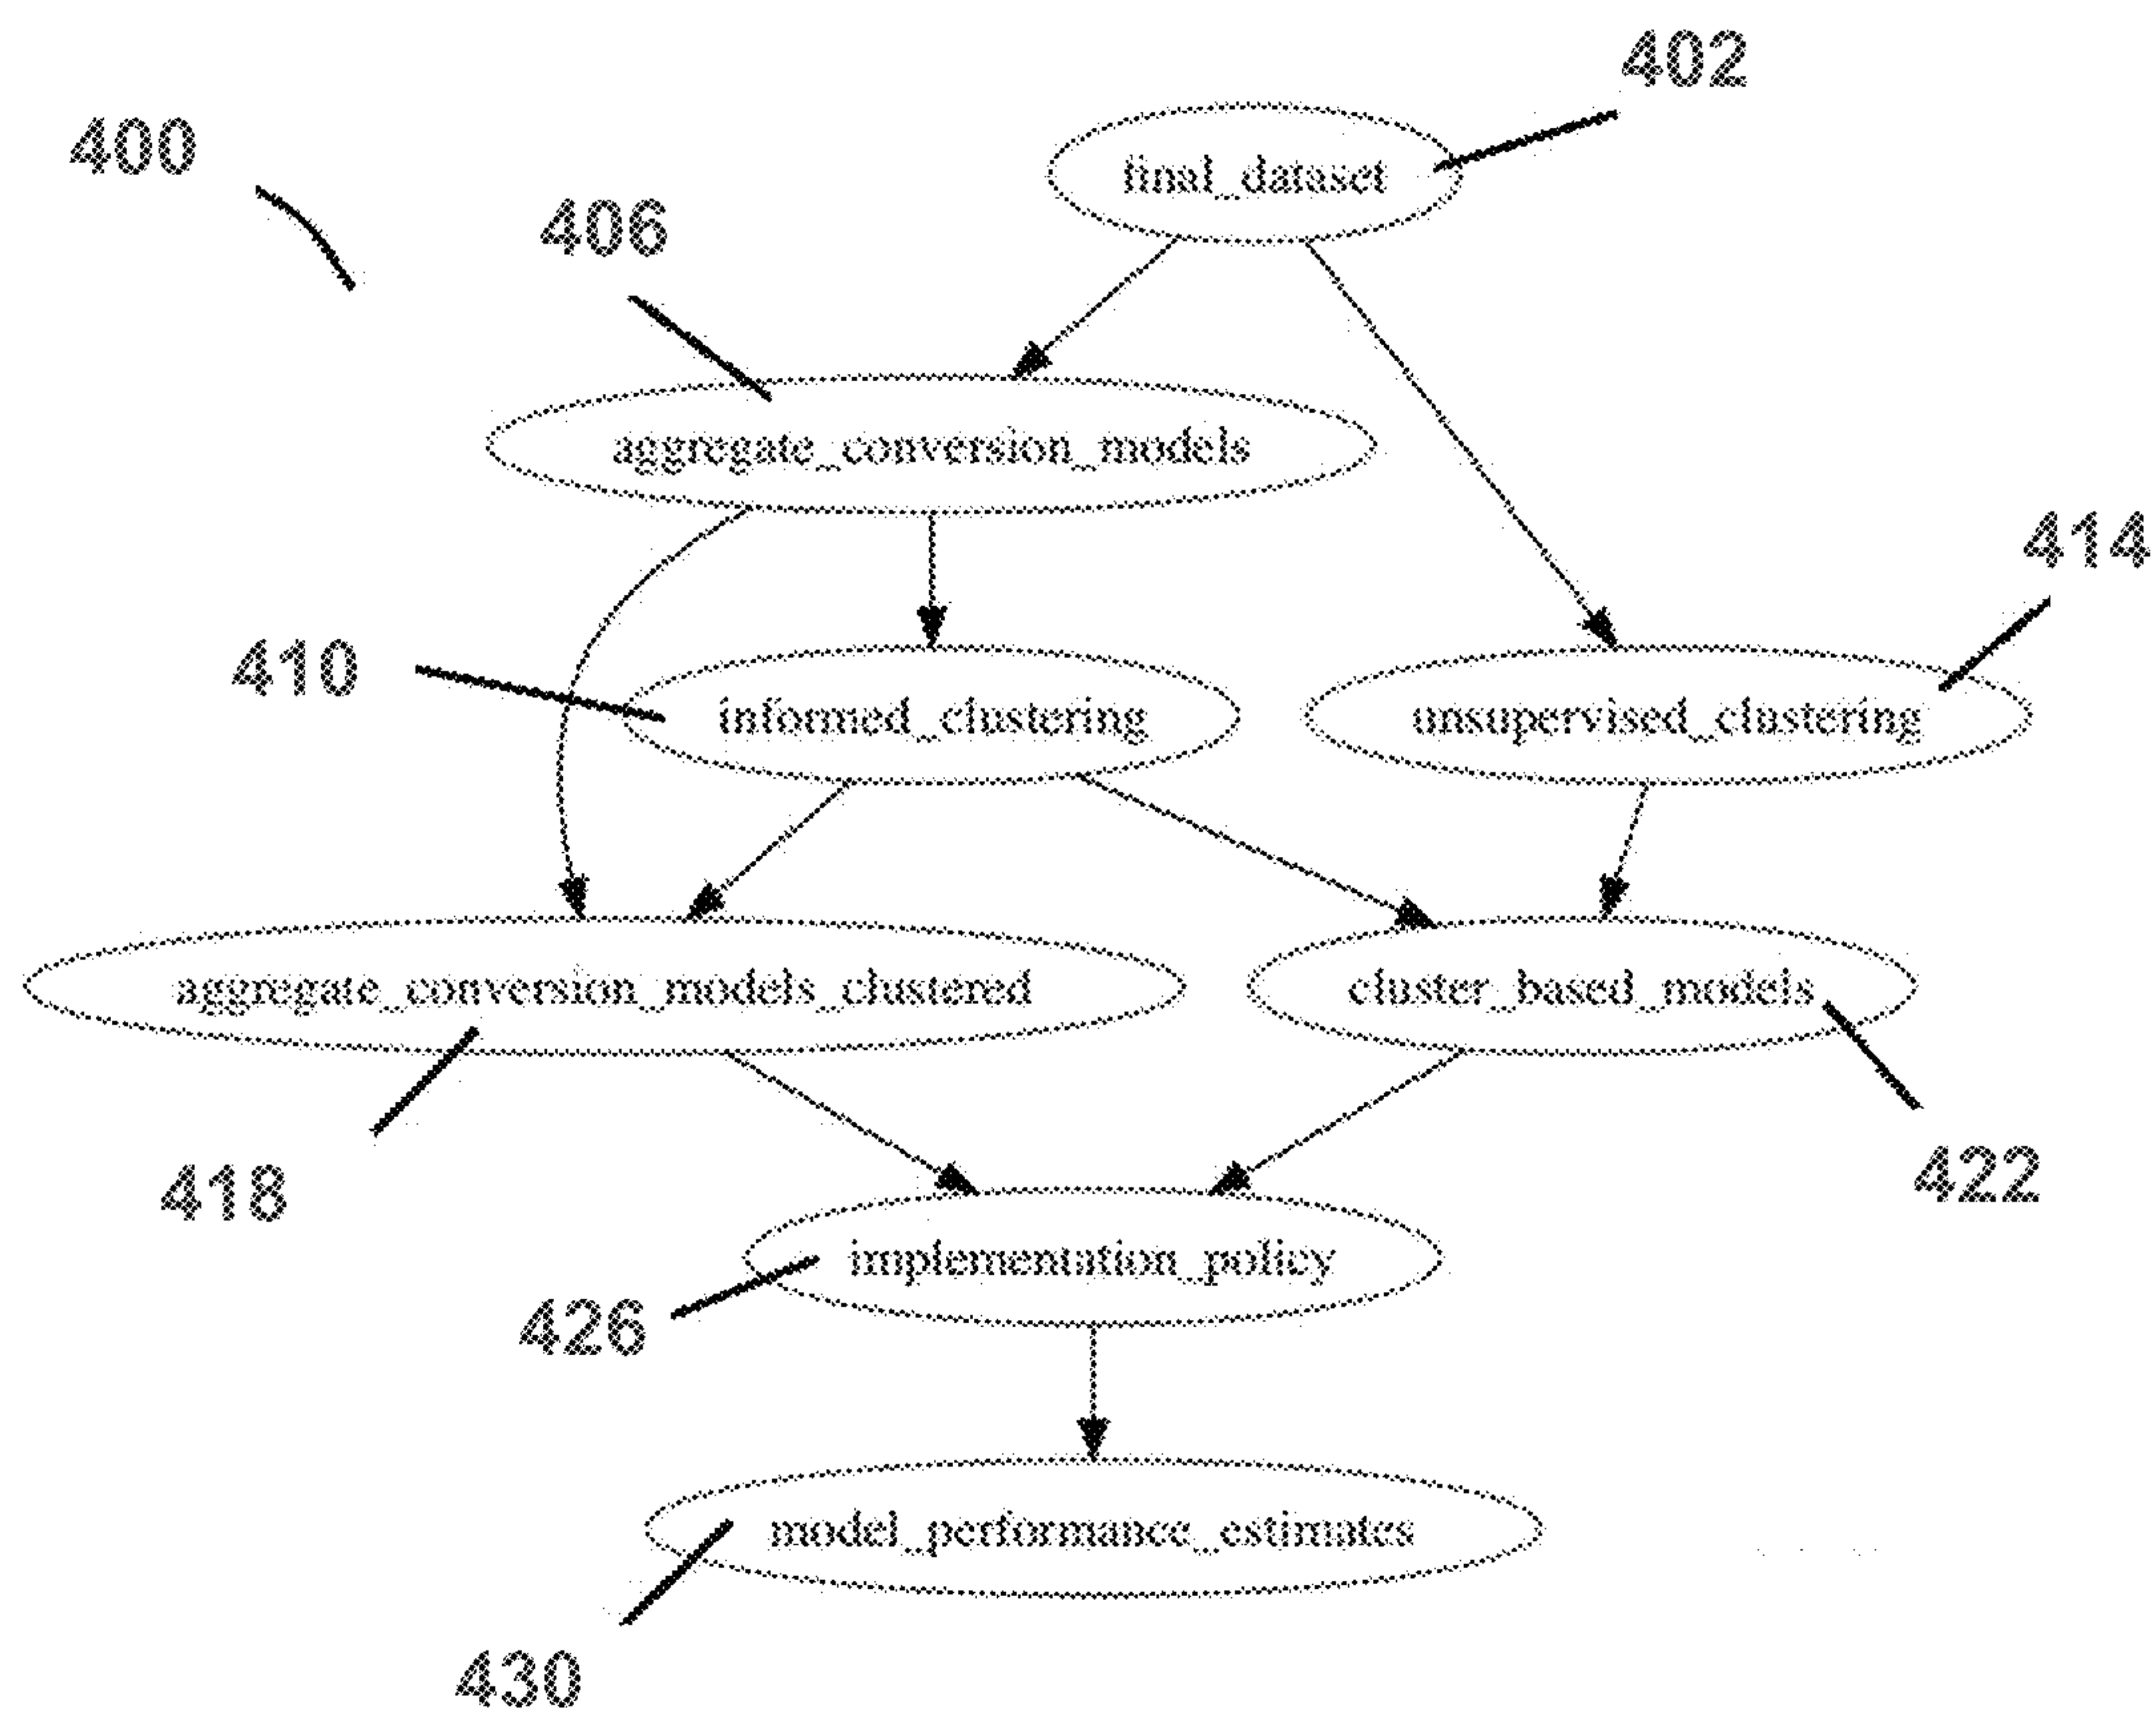 402
400
final_dataset
406
aggregate_conversion_models
414
410
informed_clustering
unsupervised_clustering
aggregate_conversion_models_clustered
cluster_based_models
418
422
implementation_policy
426
model_performance_estimates
430